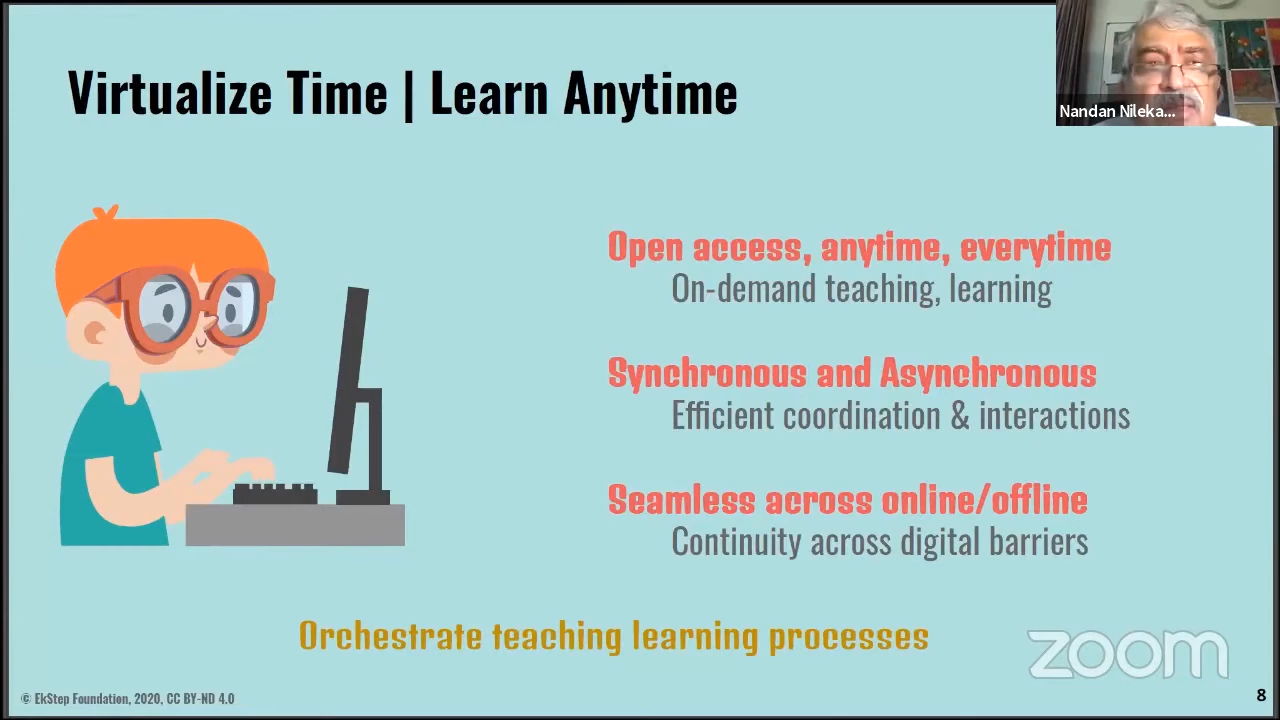 Virtualize Time | Learn Anytime
Nandan Nileka...
Open access, anytime, everytime
On-demand teaching, learning
Synchronous and Asynchronous
Efficient coordination & interactions
Seamless across online/offline
Continuity across digital barriers
Orchestrate teaching learning processes
zoom
© EkStep Foundation, 2020, CC BY-ND 4.0
8